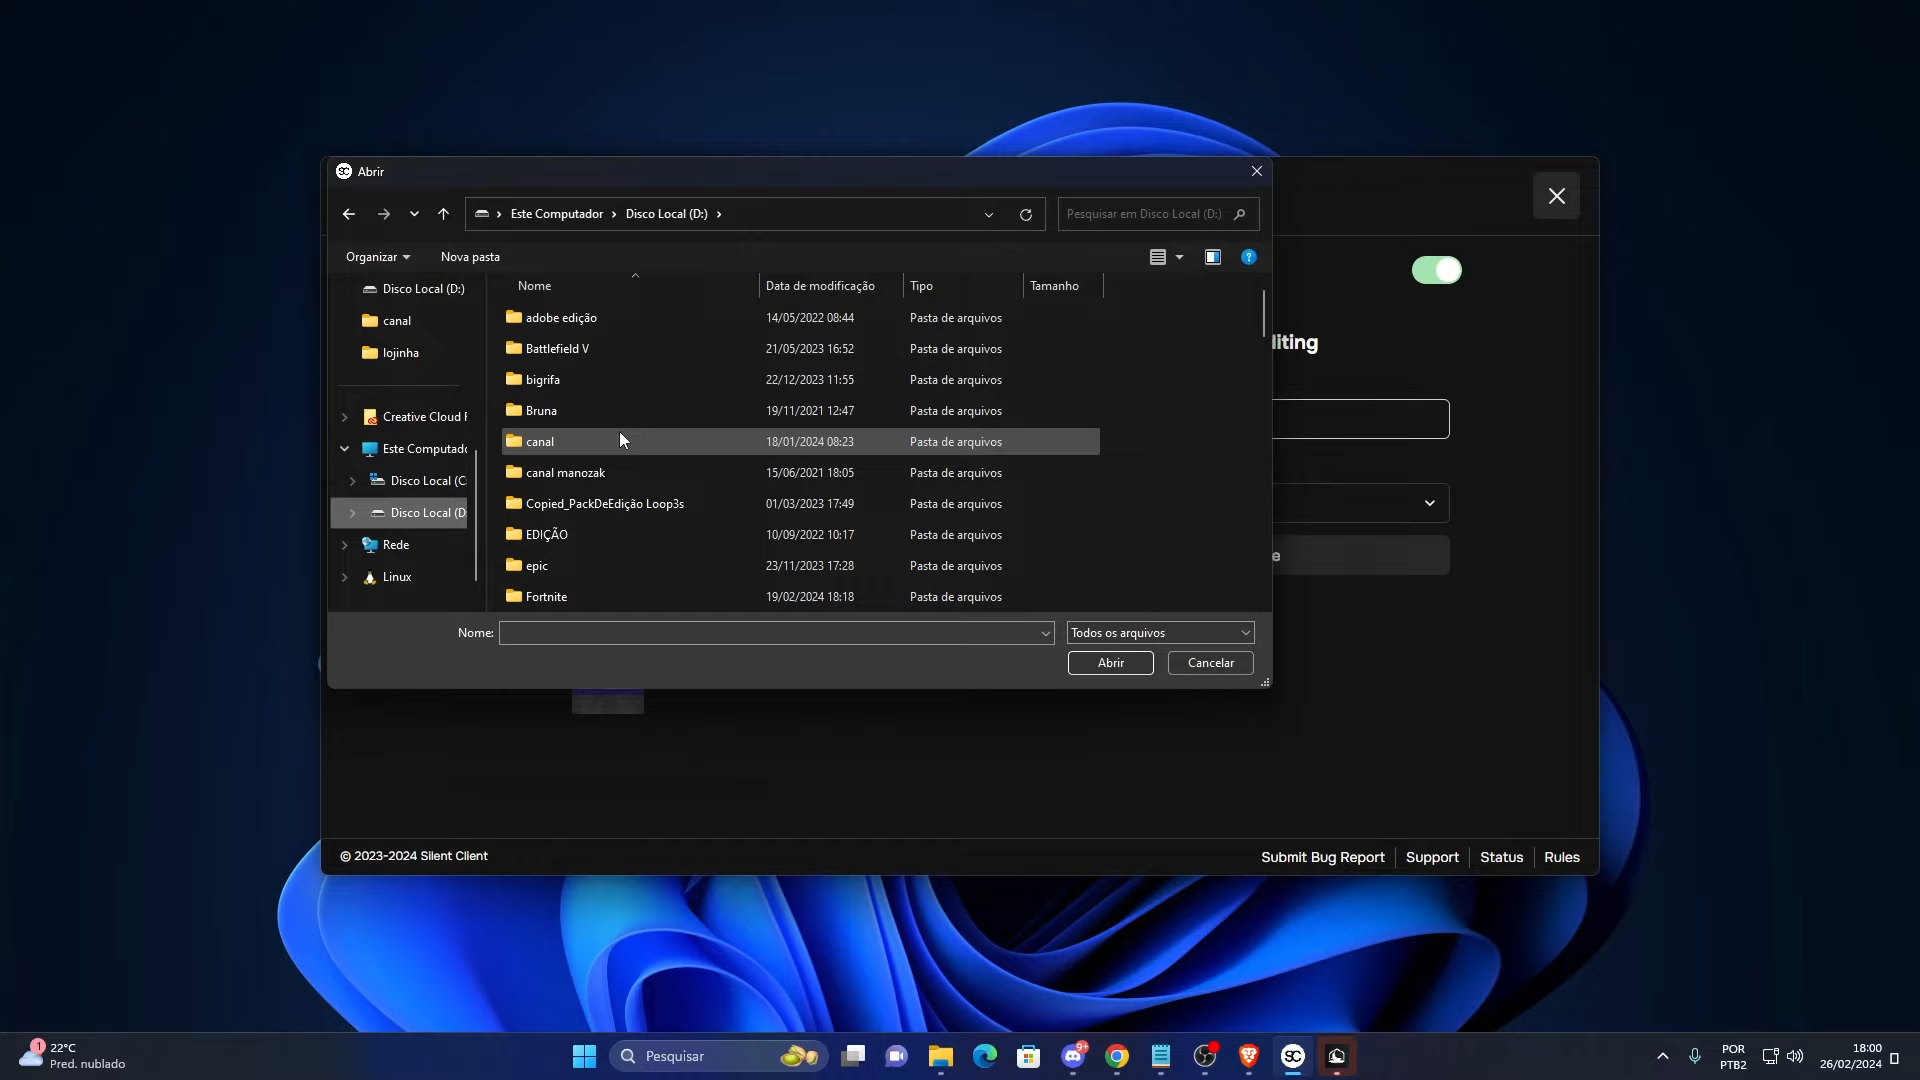 Abrir
Este Computador
Disco Local (D:)
Pesquisar em Disco Local (D:)
Organizar
Nova pasta
Disco Local (D:)
canal
lojinha
Creative Cloud F
Este Computado
Disco Local (C:
Disco Local (D:
Rede
Linux
Nome
Data de modificação
Tipo
Tamanho
adobe edição 14/05/2022 08:44 Pasta de arquivos
Battlefield V 21/05/2023 16:52 Pasta de arquivos
bigrifa 22/12/2023 11:55 Pasta de arquivos
Bruna 19/11/2021 12:47 Pasta de arquivos
canal 18/01/2024 08:23 Pasta de arquivos
canal manozak 15/06/2021 18:05 Pasta de arquivos
Copied_PackDeEdição Loop3s 01/03/2023 17:49 Pasta de arquivos
EDIÇÃO 10/09/2022 10:17 Pasta de arquivos
epic 23/11/2023 17:28 Pasta de arquivos
Fortnite 19/02/2024 18:18 Pasta de arquivos
Nome:
Todos os arquivos
Abrir
Cancelar
diting
e
© 2023-2024 Silent Client
Submit Bug Report
Support
Status
Rules
1
22°C
Pred. nublado
Pesquisar
9+
SC
POR
PTB2
18:00
26/02/2024